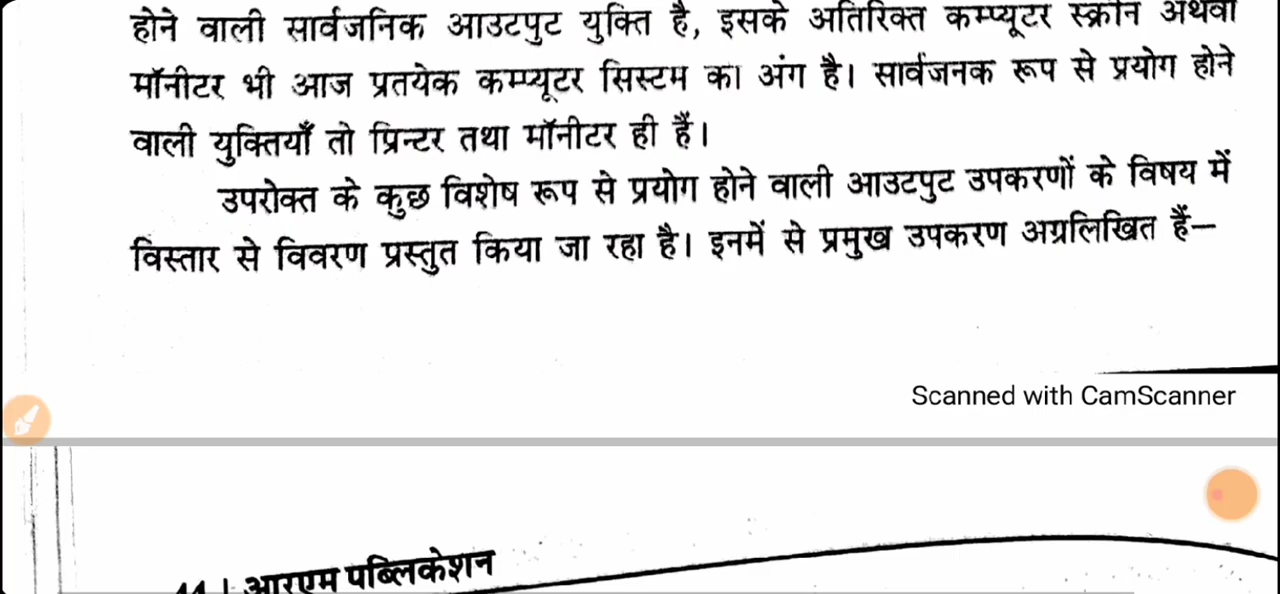 होने वाली सार्वजनिक आउटपुट युक्ति है, इसके अतिरिक्त कम्प्यूटर स्क्रीन अथवा
मॉनीटर भी आज प्रतयेक कम्प्यूटर सिस्टम का अंग है। सार्वजनक रूप से प्रयोग होने
वाली युक्तियाँ तो प्रिन्टर तथा मॉनीटर ही हैं।
उपरोक्त के कुछ विशेष रूप से प्रयोग होने वाली आउटपुट उपकरणों के विषय में
विस्तार से विवरण प्रस्तुत किया जा रहा है। इनमें से प्रमुख उपकरण अग्रलिखित हैं–
Scanned with CamScanner
आरएम पब्लिकेशन